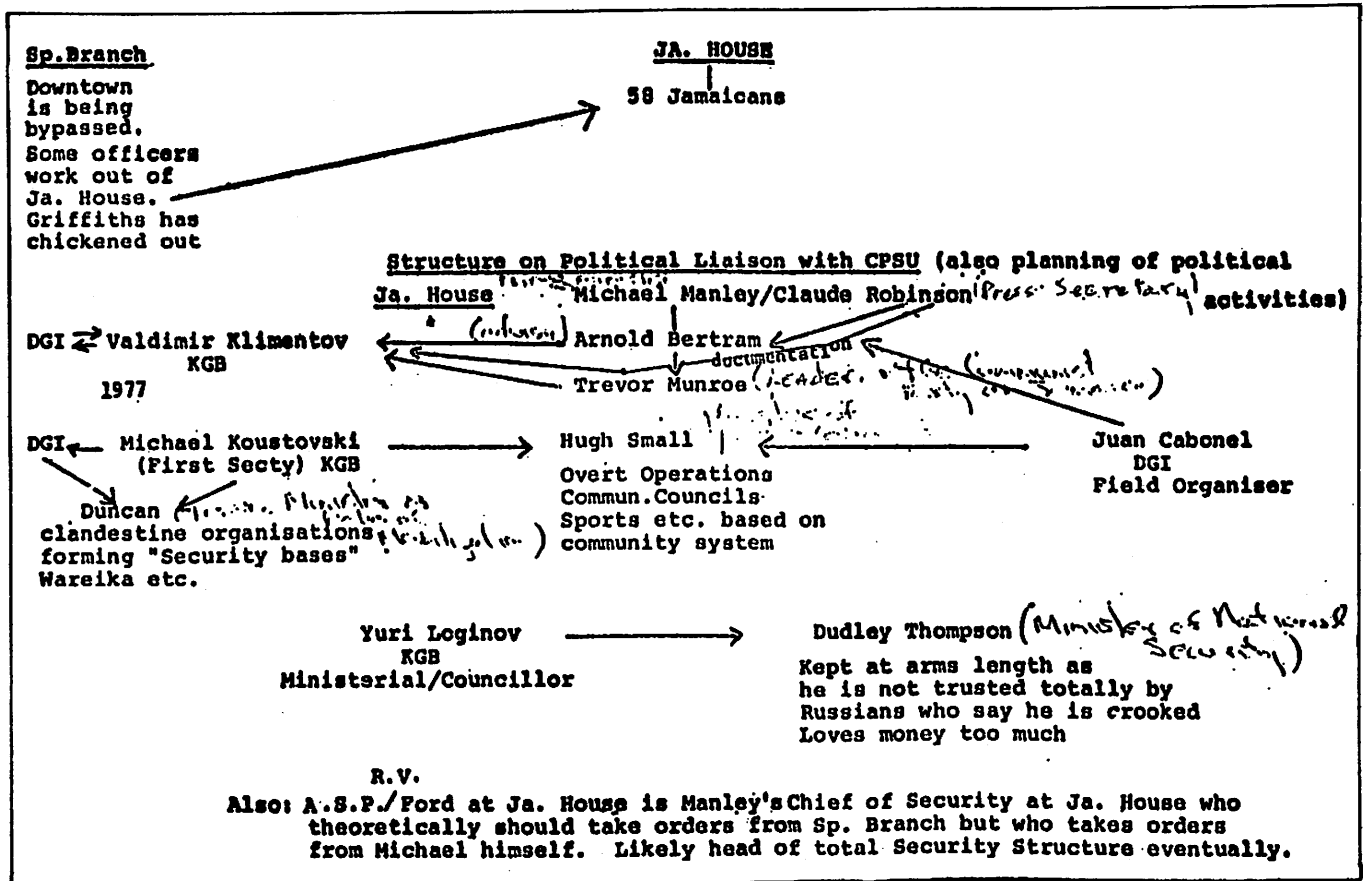 Sp.Branch
Downtown
is being
bypassed.
Some officers
work out of
Ja. House.
Griffiths has
chickened out
JA. HOUSE
58 Jamaicans
Structure on Political Liaison with CPSU (also planning of political
Ja. House Michael Manley/Claude Robinson (Press Secretary) activities)
DGI Valdimir Klimentov Arnold Bertram
KGB documentation
1977 Trevor Munroe (LEADER
DGI Michael Koustovski Hugh Small Juan Cabonel
(First Secty) KGB DGI
Field Organiser
Overt Operations
Commun.Councils
Sports etc. based on
community system
Duncan
clandestine organisations
forming "Security bases"
Wareika etc.
Yuri Loginov
KGB
Ministerial/Councillor
Dudley Thompson (Minister of National
Security)
Kept at arms length as
he is not trusted totally by
Russians who say he is crooked
Loves money too much
R.V.
Also: A.S.P./Ford at Ja. House is Manley's Chief of Security at Ja. House who
theoretically should take orders from Sp. Branch but who takes orders
from Michael himself. Likely head of total Security Structure eventually.